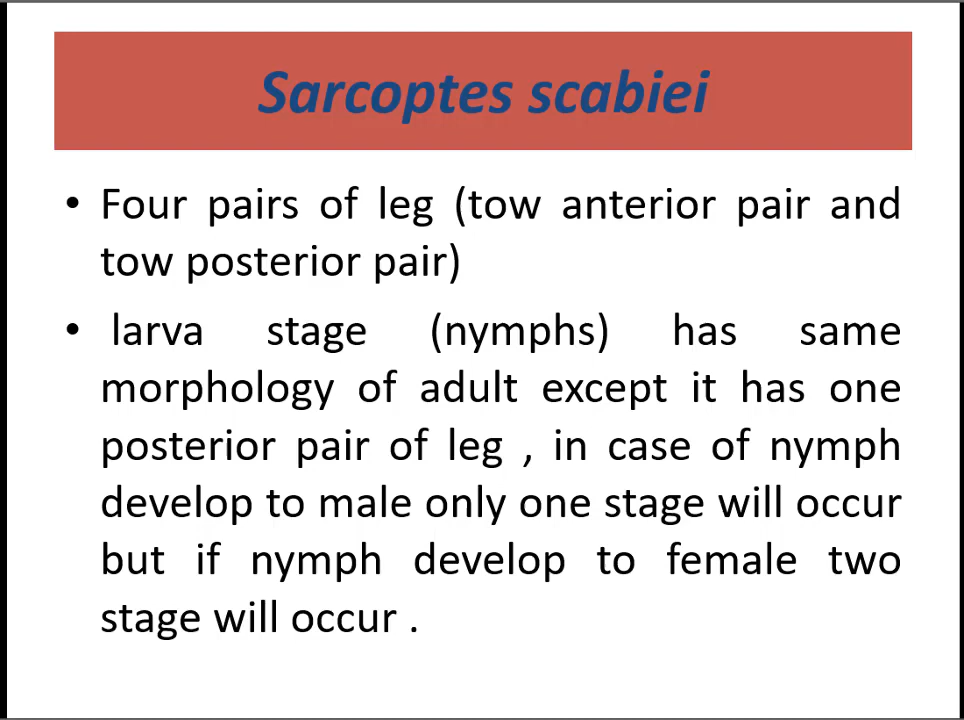 Sarcoptes scabiei
• Four pairs of leg (tow anterior pair and
tow posterior pair)
• larva stage (nymphs) has same
morphology of adult except it has one
posterior pair of leg , in case of nymph
develop to male only one stage will occur
but if nymph develop to female two
stage will occur .